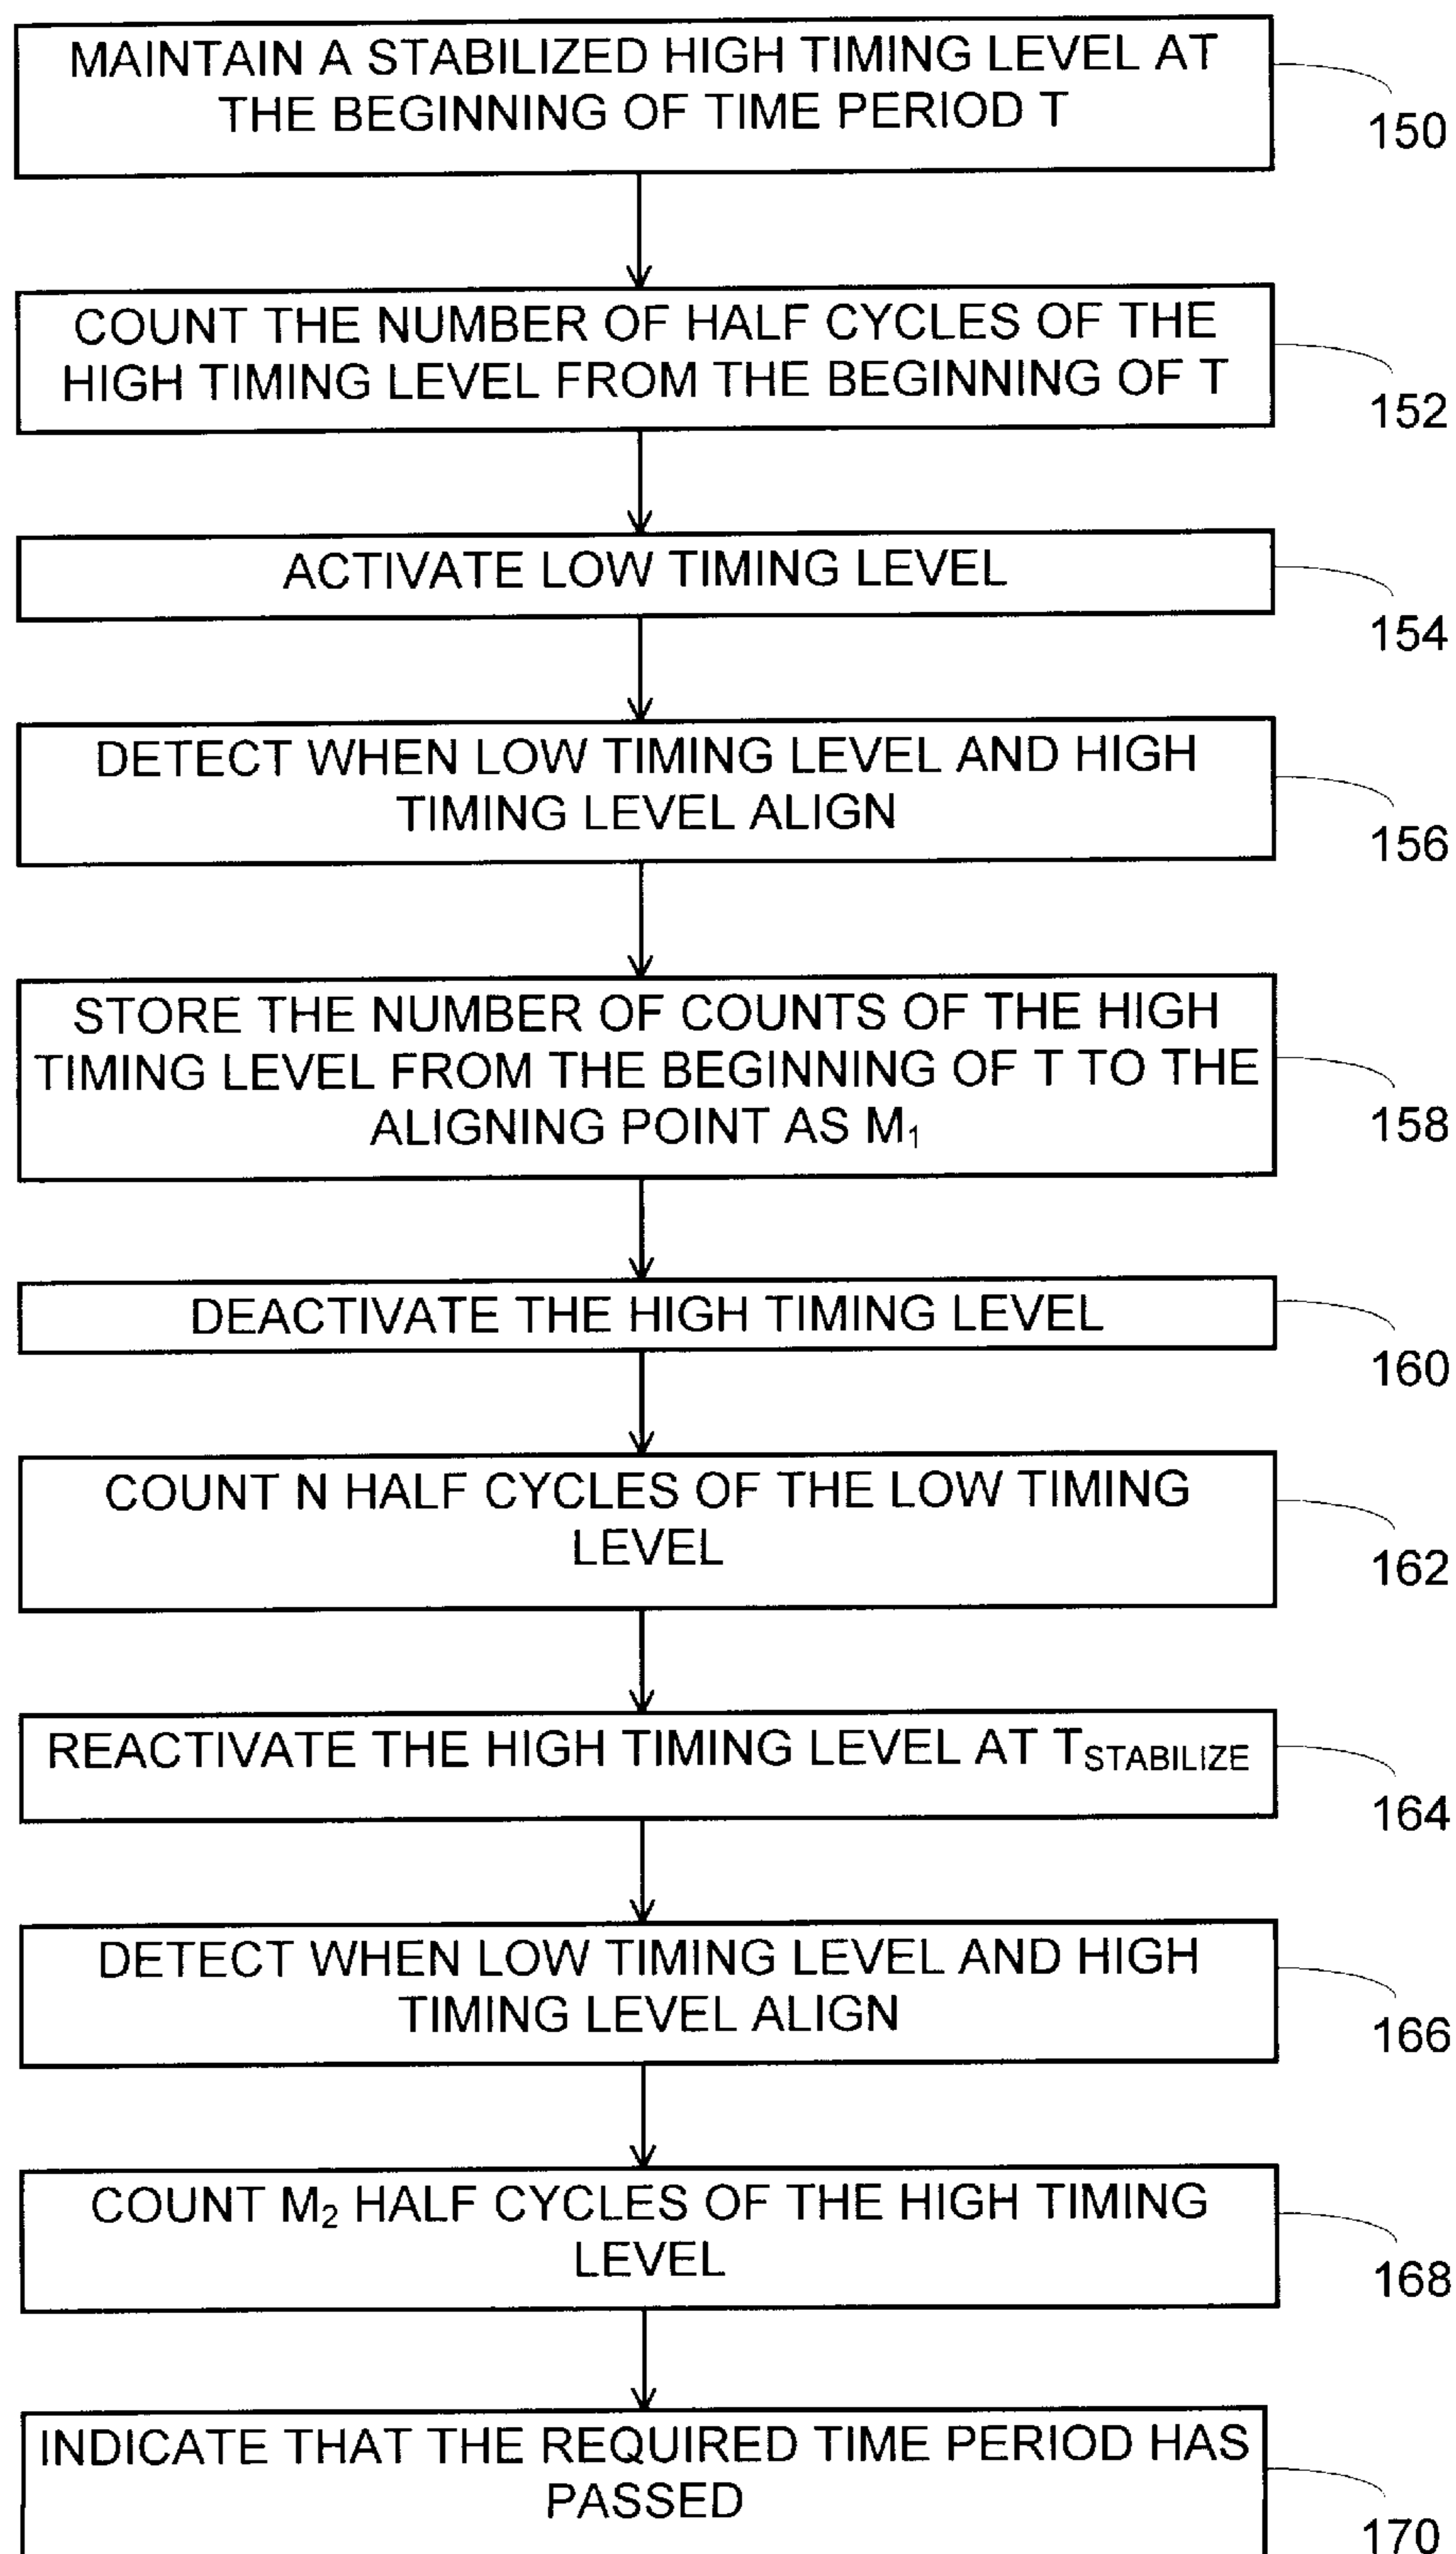 MAINTAIN A STABILIZED HIGH TIMING LEVEL AT
THE BEGINNING OF TIME PERIOD T
150
COUNT THE NUMBER OF HALF CYCLES OF THE
HIGH TIMING LEVEL FROM THE BEGINNING OF T
152
ACTIVATE LOW TIMING LEVEL
154
DETECT WHEN LOW TIMING LEVEL AND HIGH
TIMING LEVEL ALIGN
156
STORE THE NUMBER OF COUNTS OF THE HIGH
TIMING LEVEL FROM THE BEGINNING OF T TO THE
ALIGNING POINT AS M₁
158
DEACTIVATE THE HIGH TIMING LEVEL
160
COUNT N HALF CYCLES OF THE LOW TIMING
LEVEL
162
REACTIVATE THE HIGH TIMING LEVEL AT T_STABILIZE
164
DETECT WHEN LOW TIMING LEVEL AND HIGH
TIMING LEVEL ALIGN
166
COUNT M₂ HALF CYCLES OF THE HIGH TIMING
LEVEL
168
INDICATE THAT THE REQUIRED TIME PERIOD HAS
PASSED
170